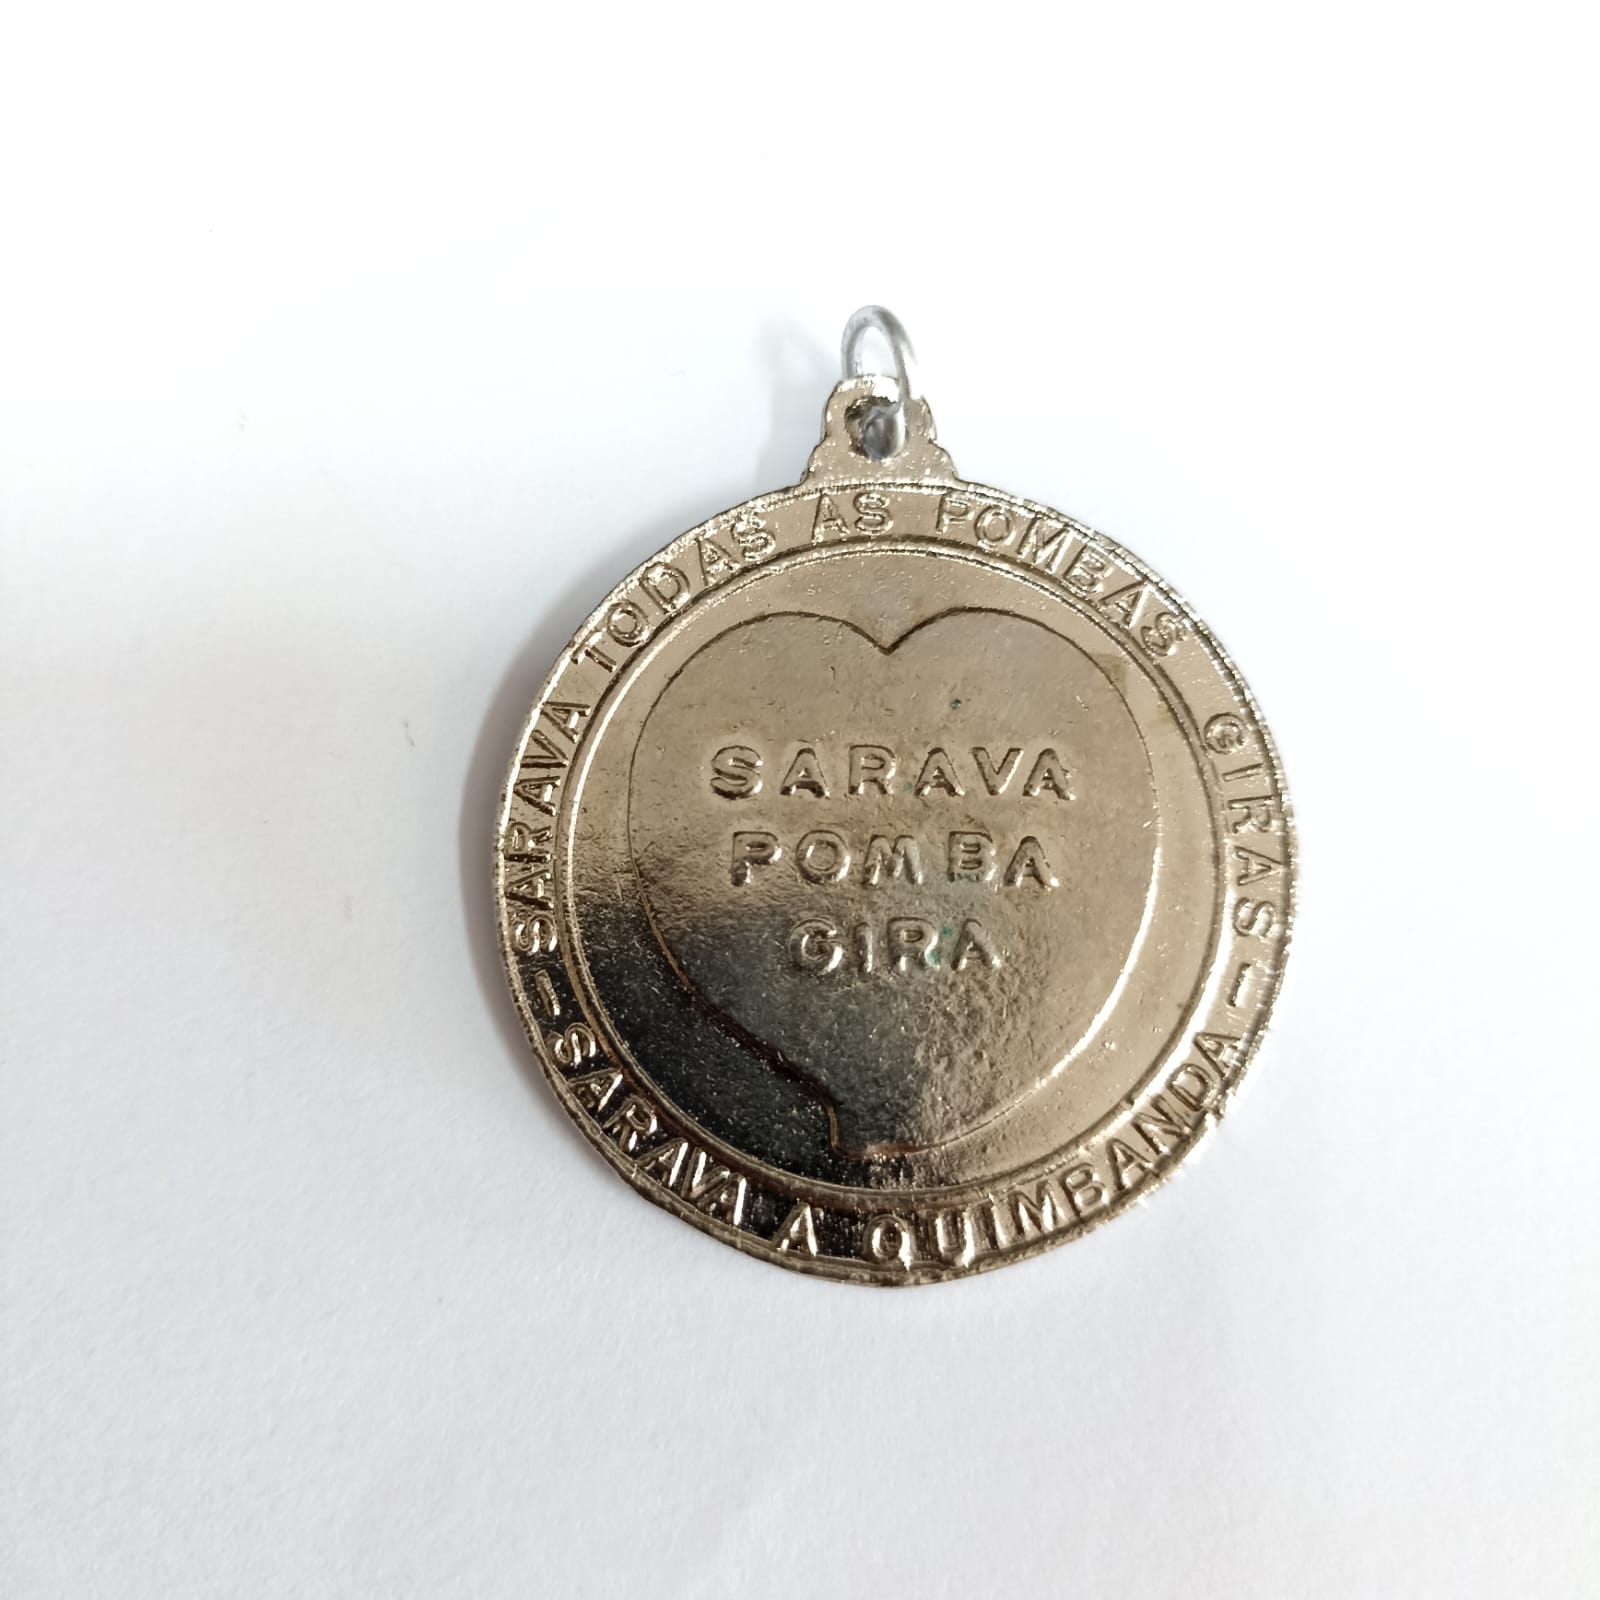 SARAVA TODAS AS POMBAS GIRAS –
SARAVA
POMBA
GIRA
SARAVA A QUIMBANDA –